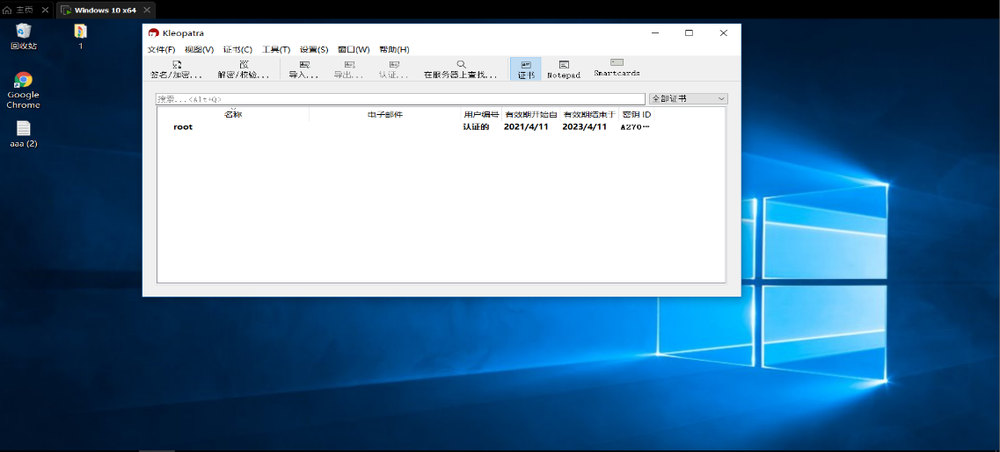 主页
Windows 10 x64
回收站
1
Google
Chrome
aaa (2)
Kleopatra
文件(F) 视图(V) 证书(C) 工具(T) 设置(S) 窗口(W) 帮助(H)
签名/加密... 解密/校验... 导入... 导出... 认证... 在服务器上查找... 证书 Notepad Smartcards
搜索...<Alt+Q> 全部证书
名称 电子邮件 用户编号 有效期开始自 有效期结束于 密钥 ID
root 认证的 2021/4/11 2023/4/11 A270…